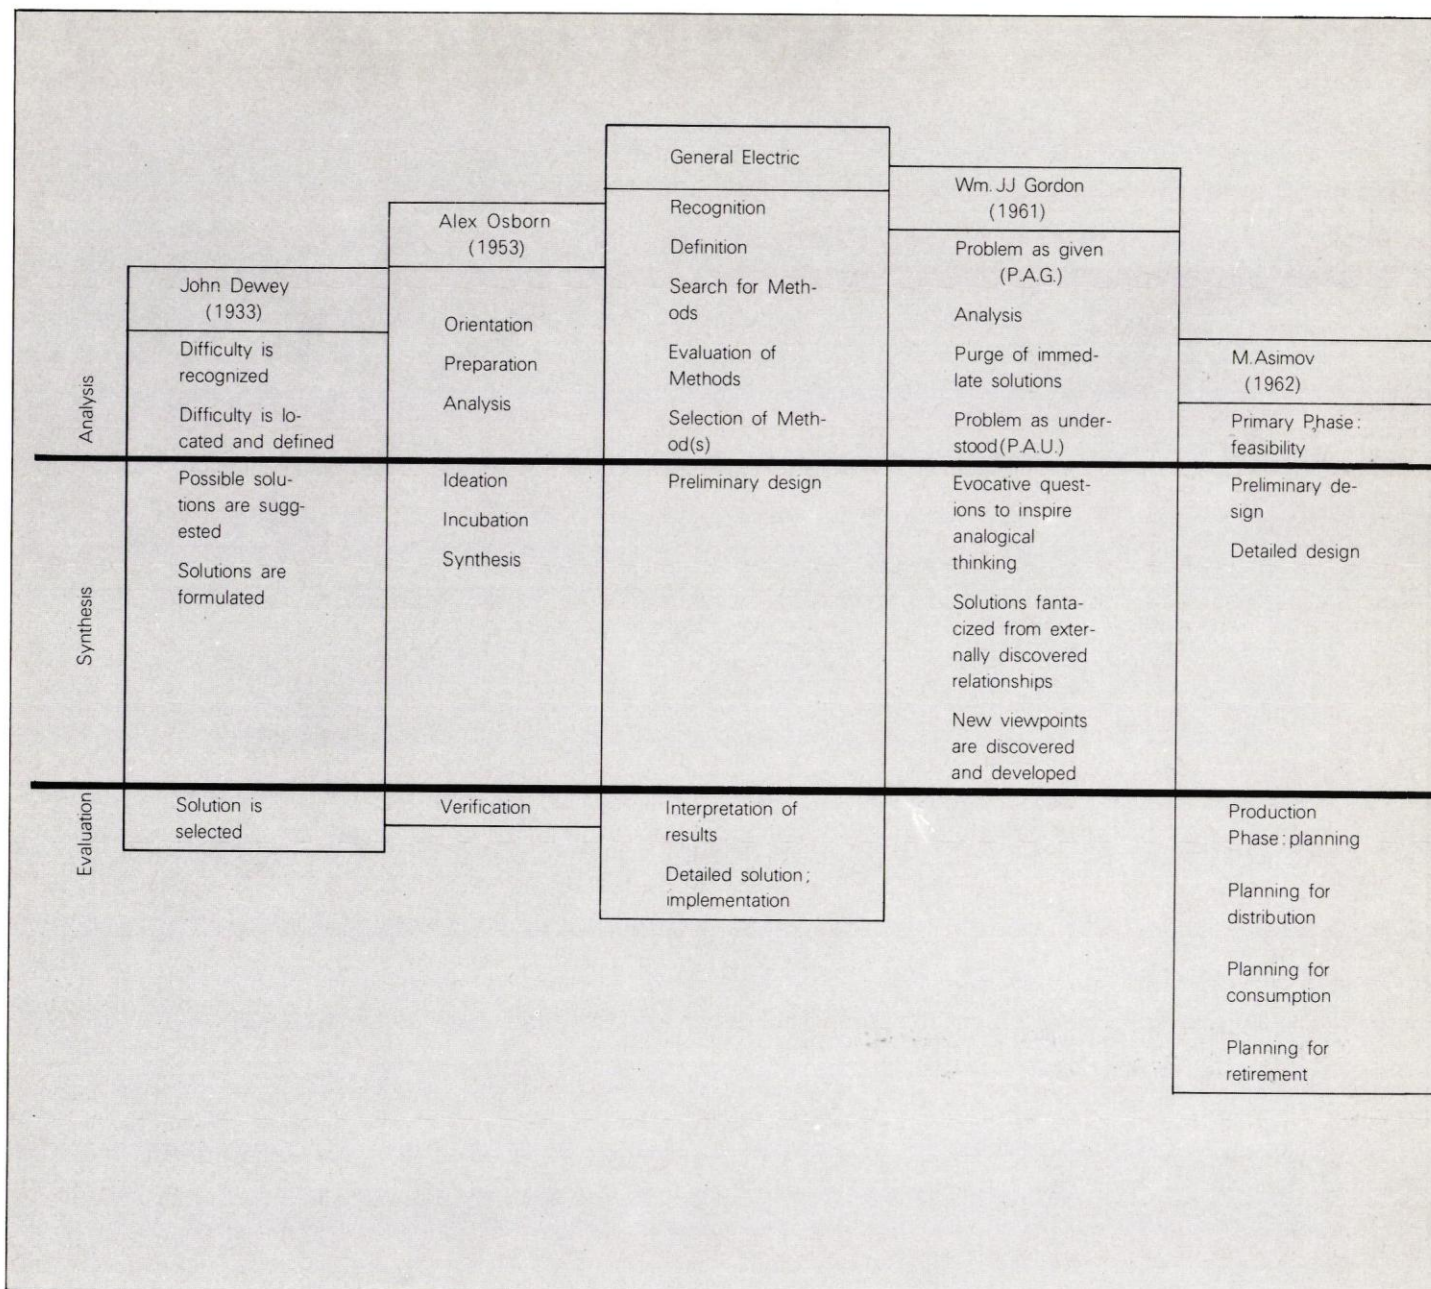 General Electric
Recognition
Definition
Search for Meth-
ods
Evaluation of
Methods
Selection of Meth-
od(s)
Wm. JJ Gordon
(1961)
Problem as given
(P.A.G.)
Analysis
Purge of immed-
late solutions
Problem as under-
stood (P.A.U.)
Alex Osborn
(1953)
Orientation
Preparation
Analysis
John Dewey
(1933)
Difficulty is
recognized
Difficulty is lo-
cated and defined
M. Asimov
(1962)
Primary Phase:
feasibility
Analysis
Possible solu-
tions are sugg-
ested
Solutions are
formulated
Ideation
Incubation
Synthesis
Preliminary design
Evocative quest-
ions to inspire
analogical
thinking
Solutions fanta-
cized from exter-
nally discovered
relationships
New viewpoints
are discovered
and developed
Preliminary de-
sign
Detailed design
Synthesis
Solution is
selected
Verification
Interpretation of
results
Detailed solution;
implementation
Production
Phase: planning
Planning for
distribution
Planning for
consumption
Planning for
retirement
Evaluation